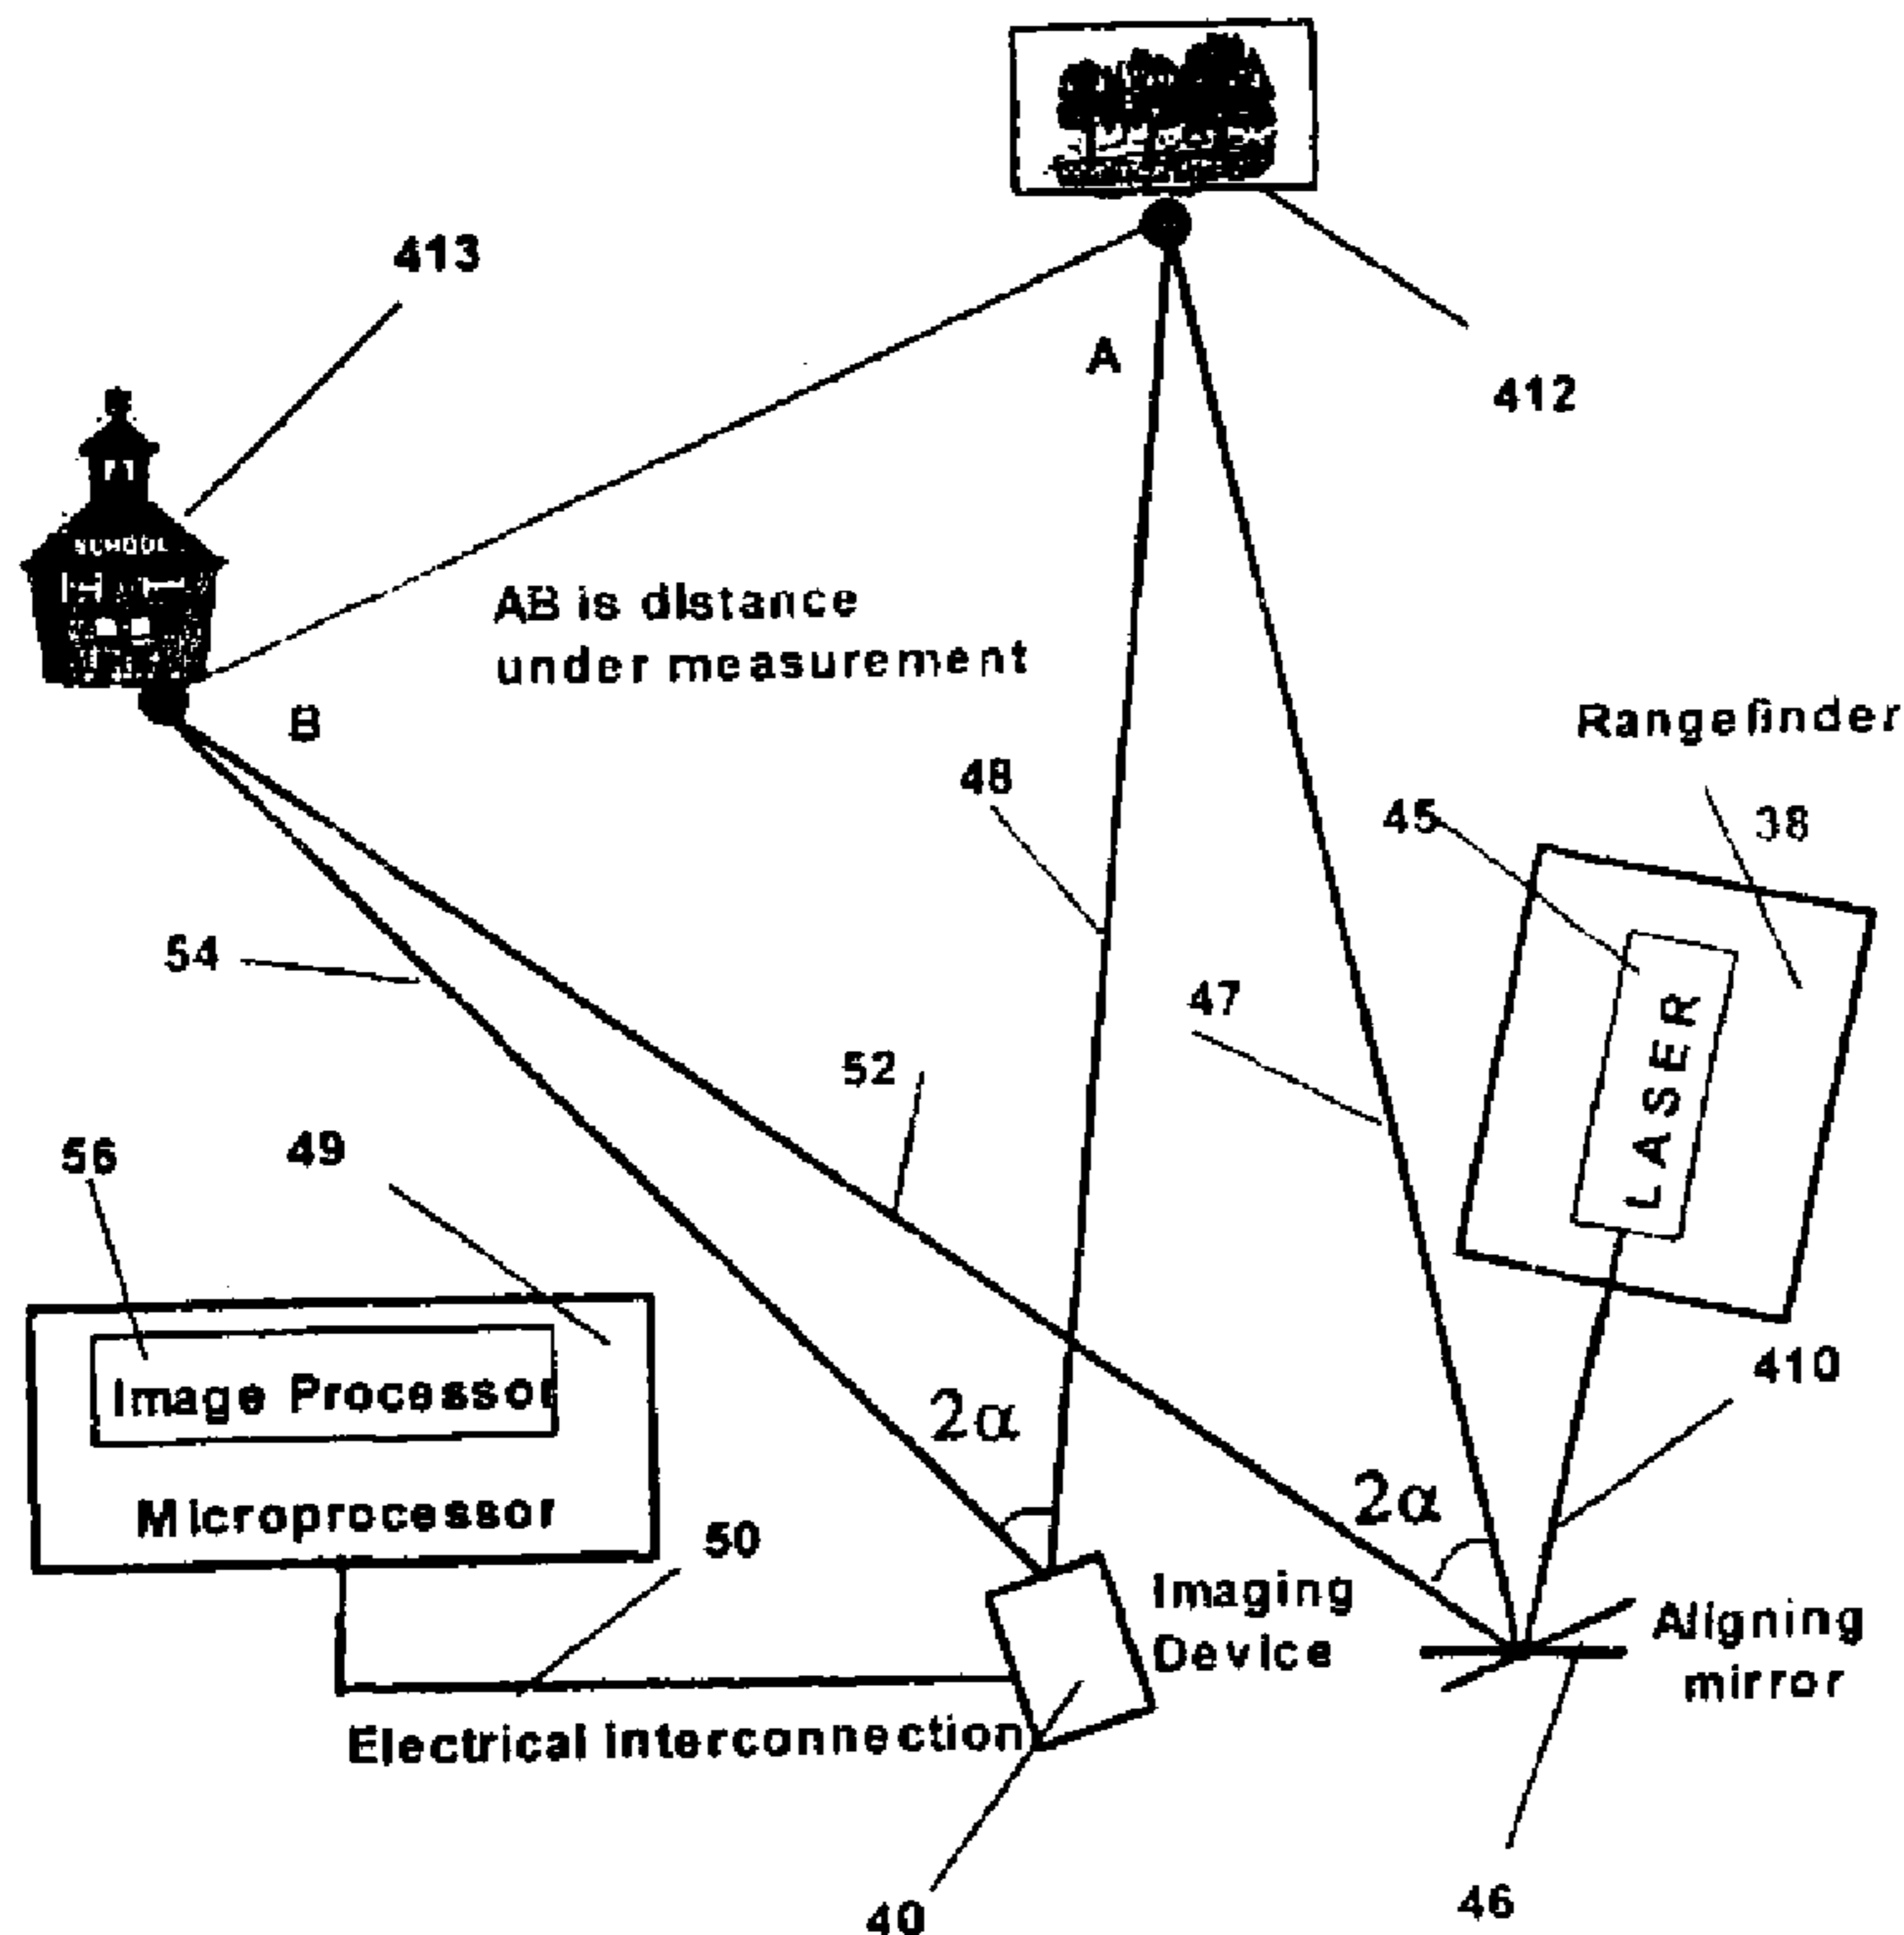 413
A
412
SCHOOL
AB is distance
under measurement
B
Rangefinder
48
45
38
54
47
LASER
52
56
49
410
Image Processor
2α
2α
Microprocessor
50
Imaging
Device
Aligning
mirror
Electrical interconnection
40
46